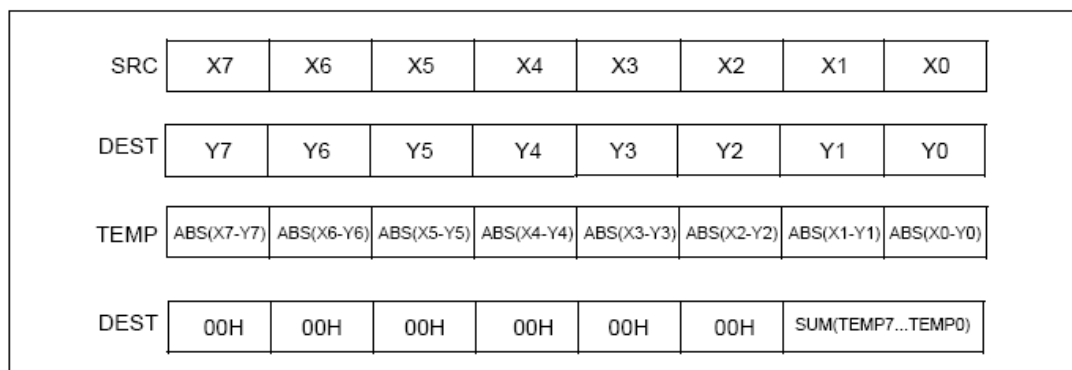 SRC X7 X6 X5 X4 X3 X2 X1 X0
DEST Y7 Y6 Y5 Y4 Y3 Y2 Y1 Y0
TEMP ABS(X7-Y7) ABS(X6-Y6) ABS(X5-Y5) ABS(X4-Y4) ABS(X3-Y3) ABS(X2-Y2) ABS(X1-Y1) ABS(X0-Y0)
DEST 00H 00H 00H 00H 00H 00H SUM(TEMP7...TEMP0)